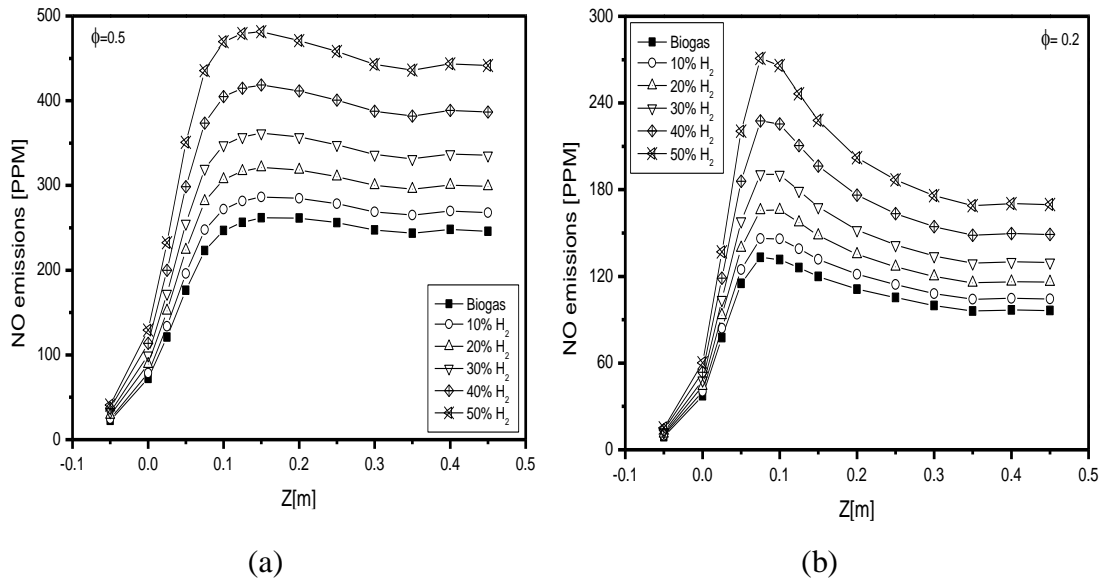 500
400
300
200
100
0
NO emissions [PPM]
ϕ=0.5
Biogas
10% H₂
20% H₂
30% H₂
40% H₂
50% H₂
-0.1 0.0 0.1 0.2 0.3 0.4 0.5
Z[m]
(a)
300
240
180
120
60
0
NO emissions [PPM]
Biogas
10% H₂
20% H₂
30% H₂
40% H₂
50% H₂
ϕ= 0.2
-0.1 0.0 0.1 0.2 0.3 0.4 0.5
Z[m]
(b)